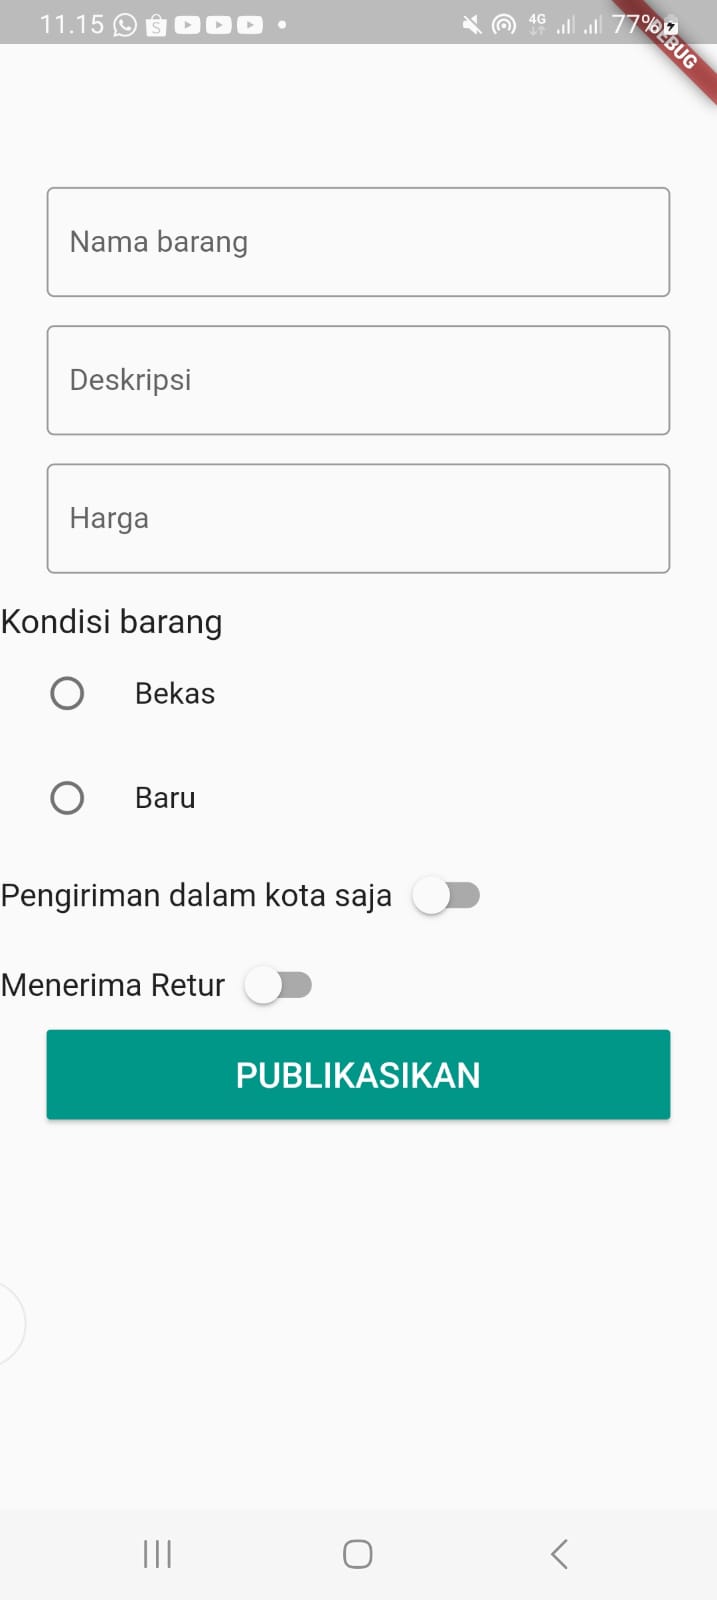 11.15 4G 77%
DEBUG
Nama barang
Deskripsi
Harga
Kondisi barang
Bekas
Baru
Pengiriman dalam kota saja
Menerima Retur
PUBLIKASIKAN